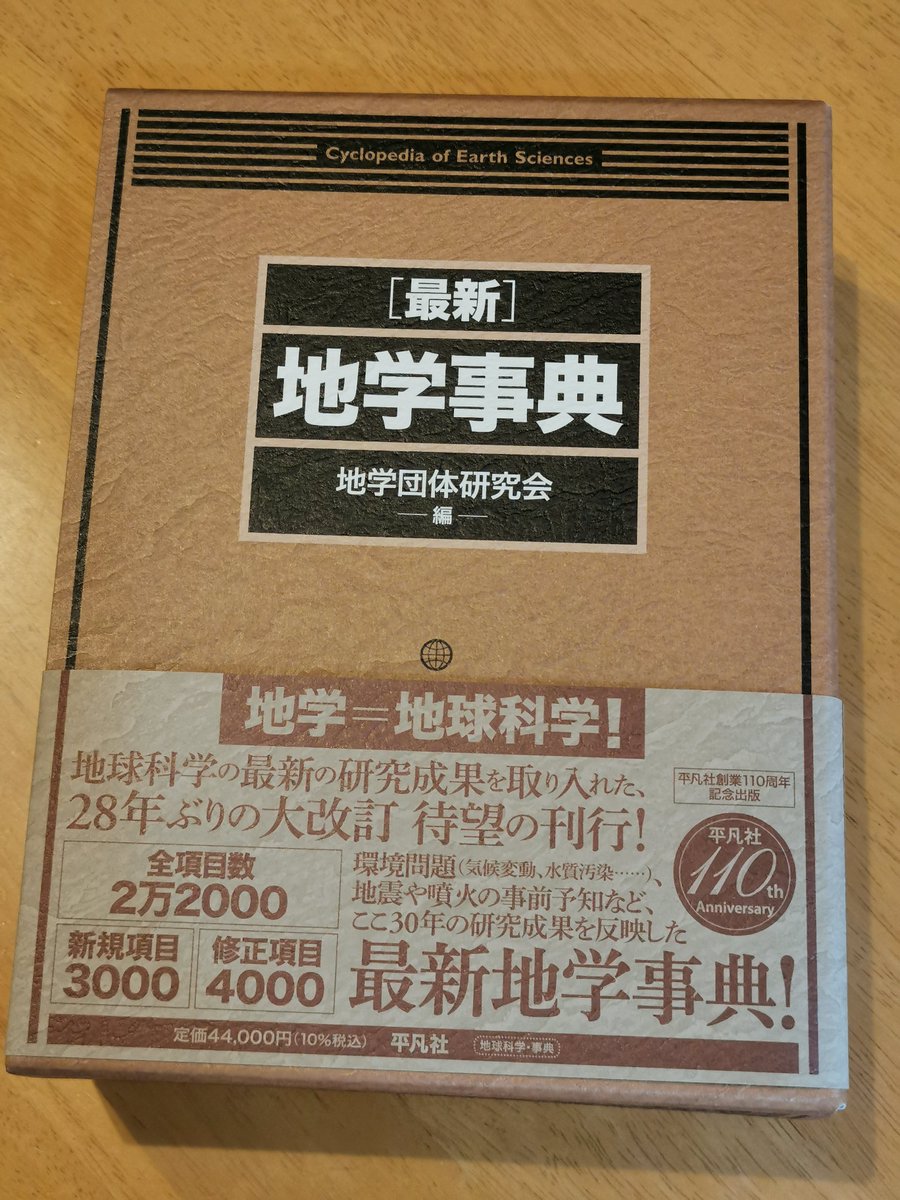 Cyclopedia of Earth Sciences
[最新]
地学事典
地学団体研究会
編
地学=地球科学!
地球科学の最新の研究成果を取り入れた、
28年ぶりの大改訂 待望の刊行!
平凡社創業110周年
記念出版
全項目数
2万2000
新規項目
3000
修正項目
4000
環境問題(気候変動、水質汚染……)、
地震や噴火の事前予知など、
ここ30年の研究成果を反映した
最新地学事典!
平凡社
110th
Anniversary
定価44,000円(10%税込) 平凡社 地球科学・事典